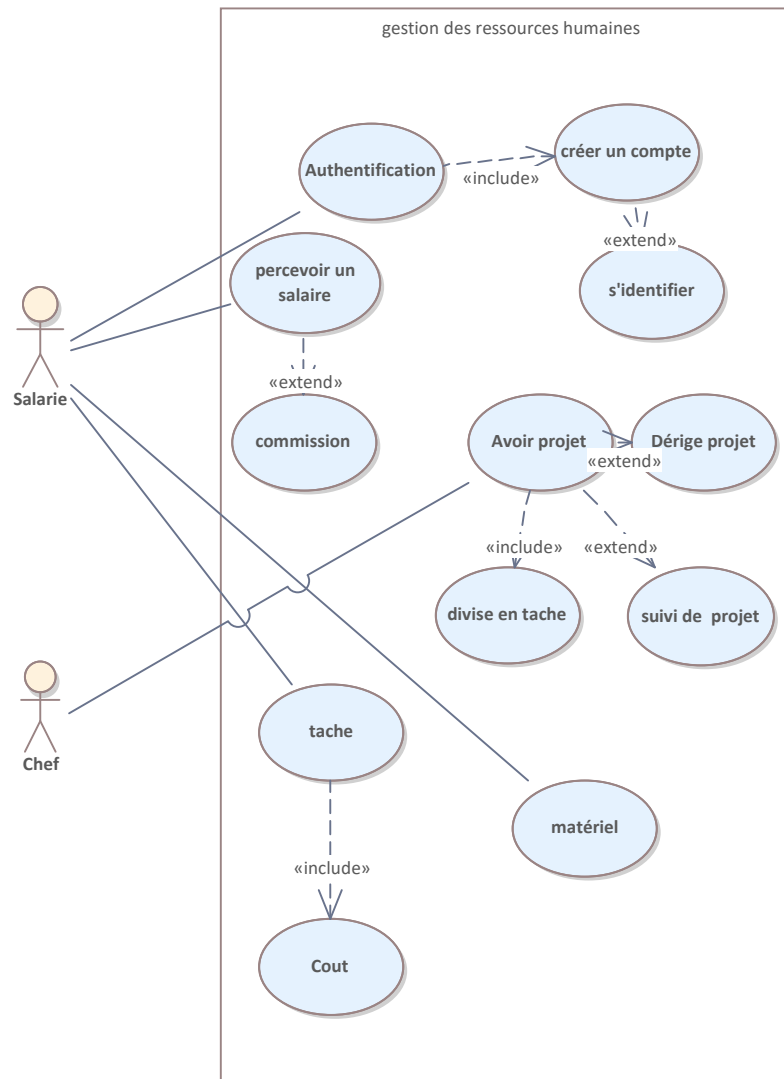 gestion des ressources humaines
Authentification
«include»
créer un compte
«extend»
s'identifier
percevoir un
salaire
«extend»
commission
Salarie
Avoir projet
«extend»
Dérige projet
«include»
«extend»
divise en tache
suivi de  projet
Chef
tache
matériel
«include»
Cout